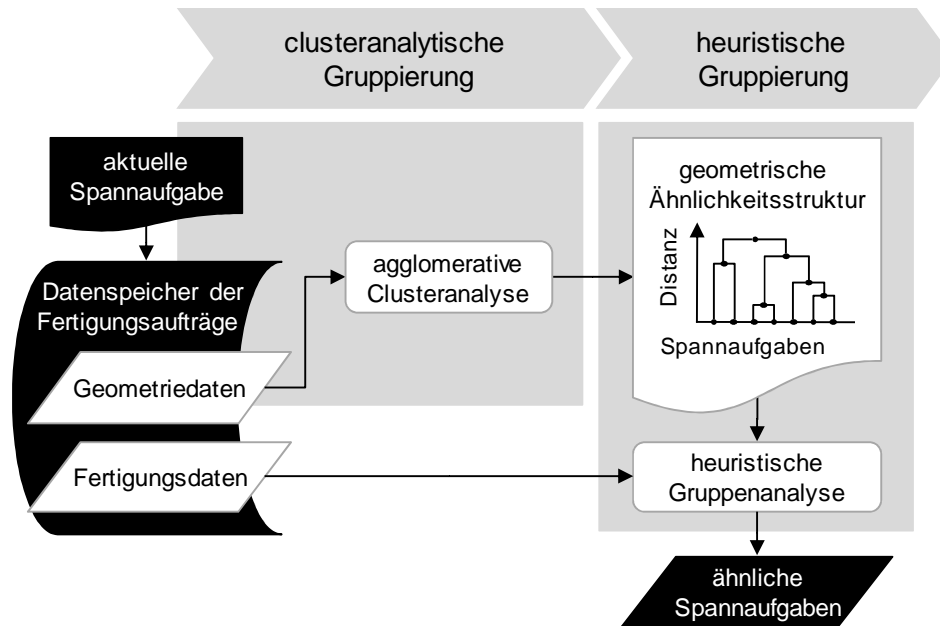 clusteranalytische
Gruppierung
heuristische
Gruppierung
aktuelle
Spannaufgabe
Datenspeicher der
Fertigungsaufträge
Geometriedaten
Fertigungsdaten
agglomerative
Clusteranalyse
geometrische
Ähnlichkeitsstruktur
Distanz
Spannaufgaben
heuristische
Gruppenanalyse
ähnliche
Spannaufgaben